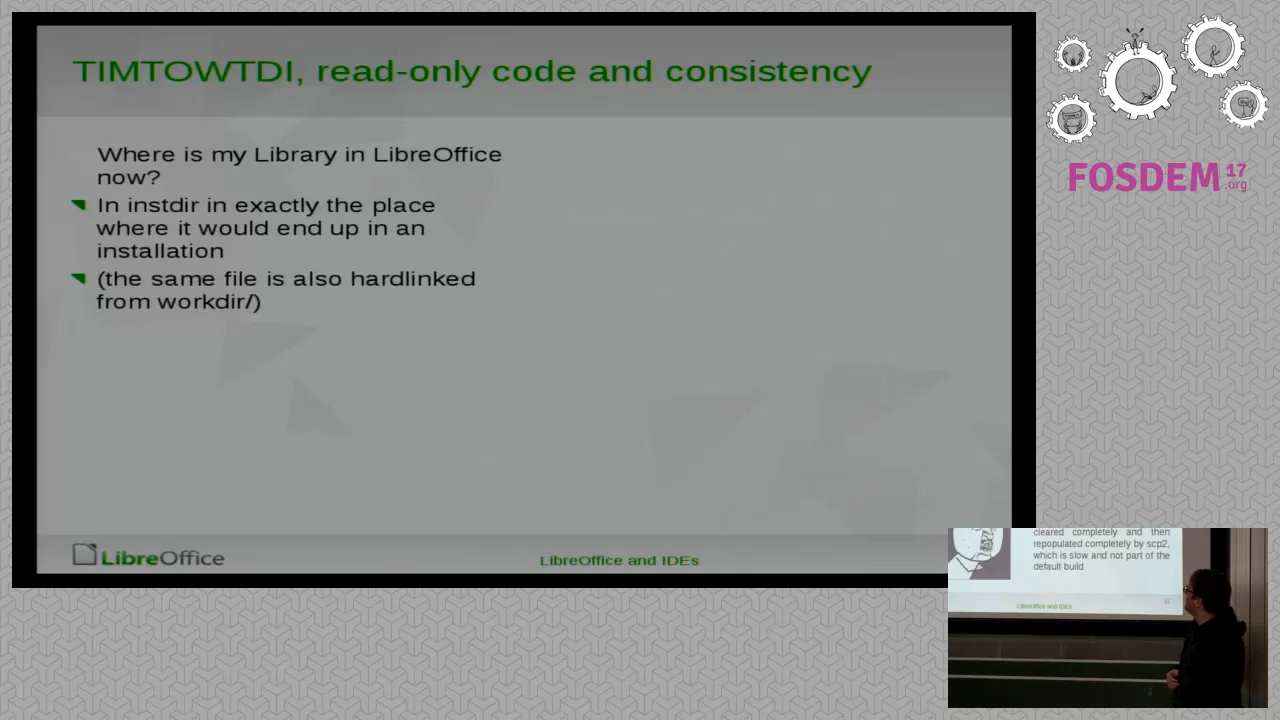 TIMTOWTDI, read-only code and consistency
Where is my Library in LibreOffice
now?
In instdir in exactly the place
where it would end up in an
installation
(the same file is also hardlinked
from workdir/)
LibreOffice
LibreOffice and IDEs
FOSDEM 17
.org
cleared completely and then
repopulated completely by scp2,
which is slow and not part of the
default build
LibreOffice and IDEs